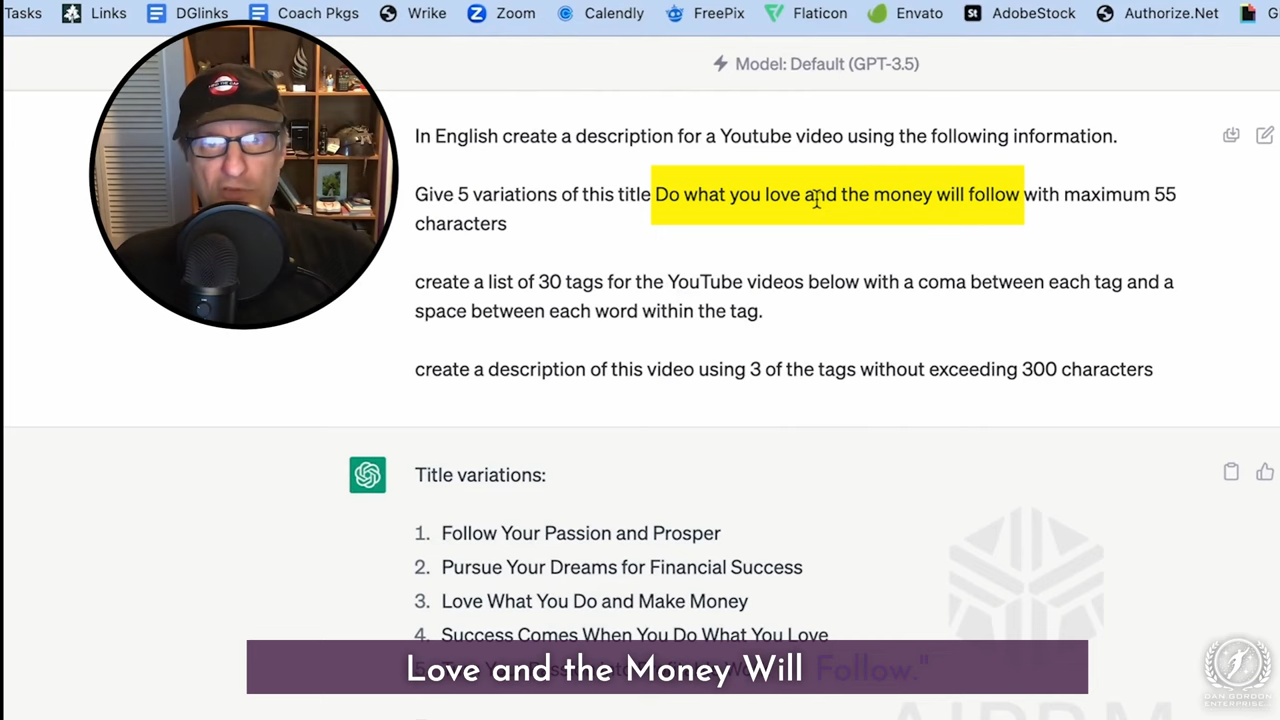 Tasks Links DGlinks Coach Pkgs Wrike Zoom Calendly FreePix Flaticon Envato St AdobeStock Authorize.Net G
Model: Default (GPT-3.5)
In English create a description for a Youtube video using the following information.
Give 5 variations of this title Do what you love and the money will follow with maximum 55
characters
create a list of 30 tags for the YouTube videos below with a coma between each tag and a
space between each word within the tag.
create a description of this video using 3 of the tags without exceeding 300 characters
Title variations:
1. Follow Your Passion and Prosper
2. Pursue Your Dreams for Financial Success
3. Love What You Do and Make Money
4. Success Comes When You Do What You Love
Love and the Money Will Follow."
DAN GORDON
ENTERPRISE
AIPRM